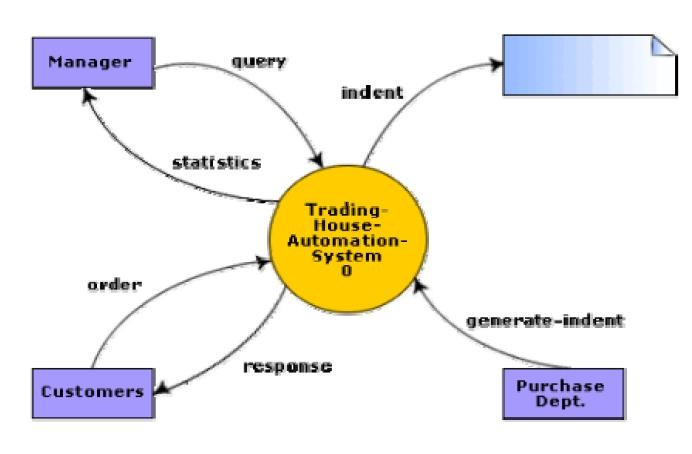 Manager
query
indent
statistics
Trading-
House-
Automation-
System
0
order
generate-indent
response
Customers
Purchase
Dept.